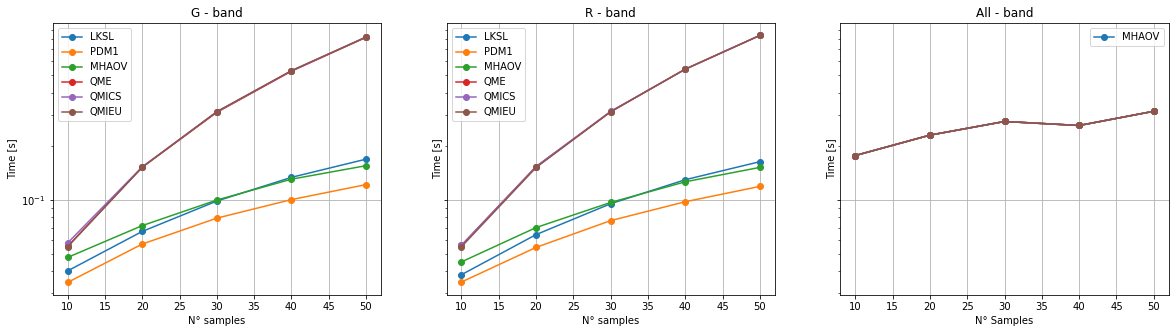 G - band
LKSL
PDM1
MHAOV
QME
QMICS
QMIEU
Time [s]
10⁻¹
10 15 20 25 30 35 40 45 50
N° samples
R - band
LKSL
PDM1
MHAOV
QME
QMICS
QMIEU
Time [s]
10 15 20 25 30 35 40 45 50
N° samples
All - band
MHAOV
Time [s]
10 15 20 25 30 35 40 45 50
N° Samples